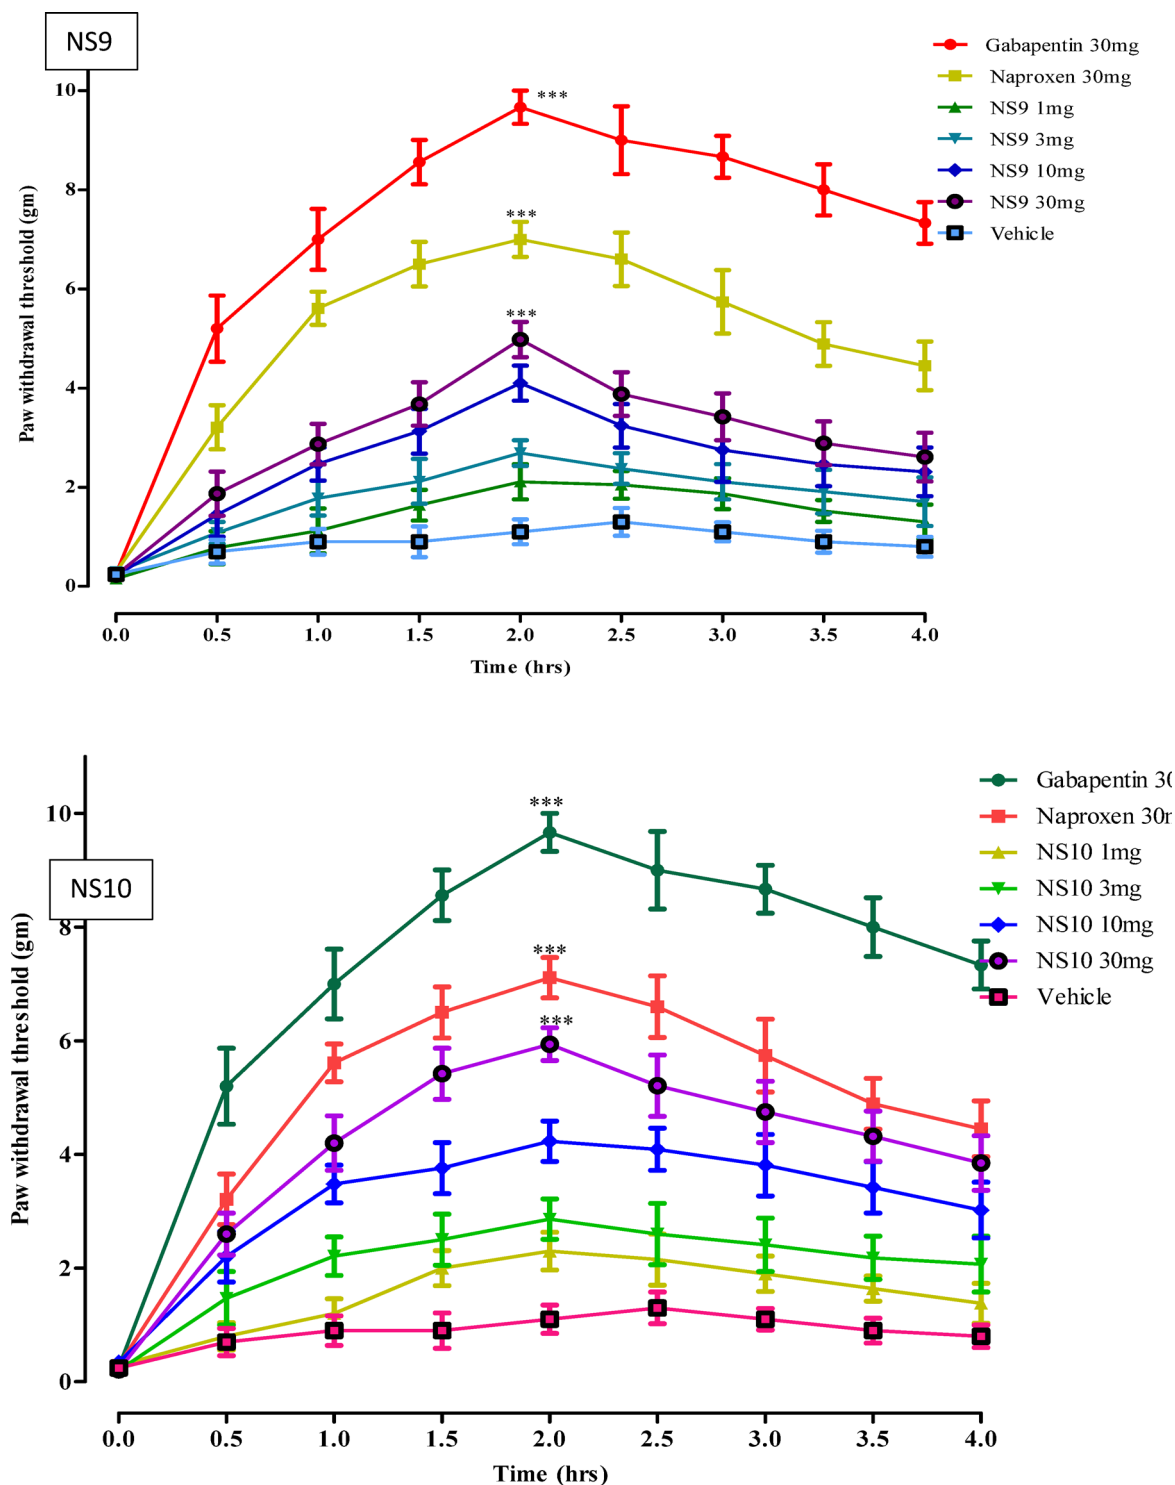 NS9
Gabapentin 30mg
Naproxen 30mg
NS9 1mg
NS9 3mg
NS9 10mg
NS9 30mg
Vehicle
***
***
***
10
8
6
4
2
0
Paw withdrawal threshold (gm)
0.0 0.5 1.0 1.5 2.0 2.5 3.0 3.5 4.0
Time (hrs)
NS10
Gabapentin 30
Naproxen 30m
NS10 1mg
NS10 3mg
NS10 10mg
NS10 30mg
Vehicle
***
***
***
10
8
6
4
2
0
Paw withdrawal threshold (gm)
0.0 0.5 1.0 1.5 2.0 2.5 3.0 3.5 4.0
Time (hrs)